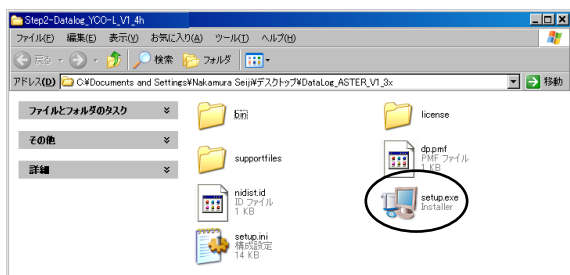 Step2-Datalog_YCO-L_V1_4h
ファイル(F) 編集(E) 表示(V) お気に入り(A) ツール(T) ヘルプ(H)
戻る 検索 フォルダ
アドレス(D) C:¥Documents and Settings¥Nakamura Seiji¥デスクトップ¥DataLog_ASTER_V1_3x 移動
ファイルとフォルダのタスク
その他
詳細
bin
license
supportfiles
dp.pmf
PMF ファイル
1 KB
nidist.id
ID ファイル
1 KB
setup.exe
Installer
setup.ini
構成設定
14 KB